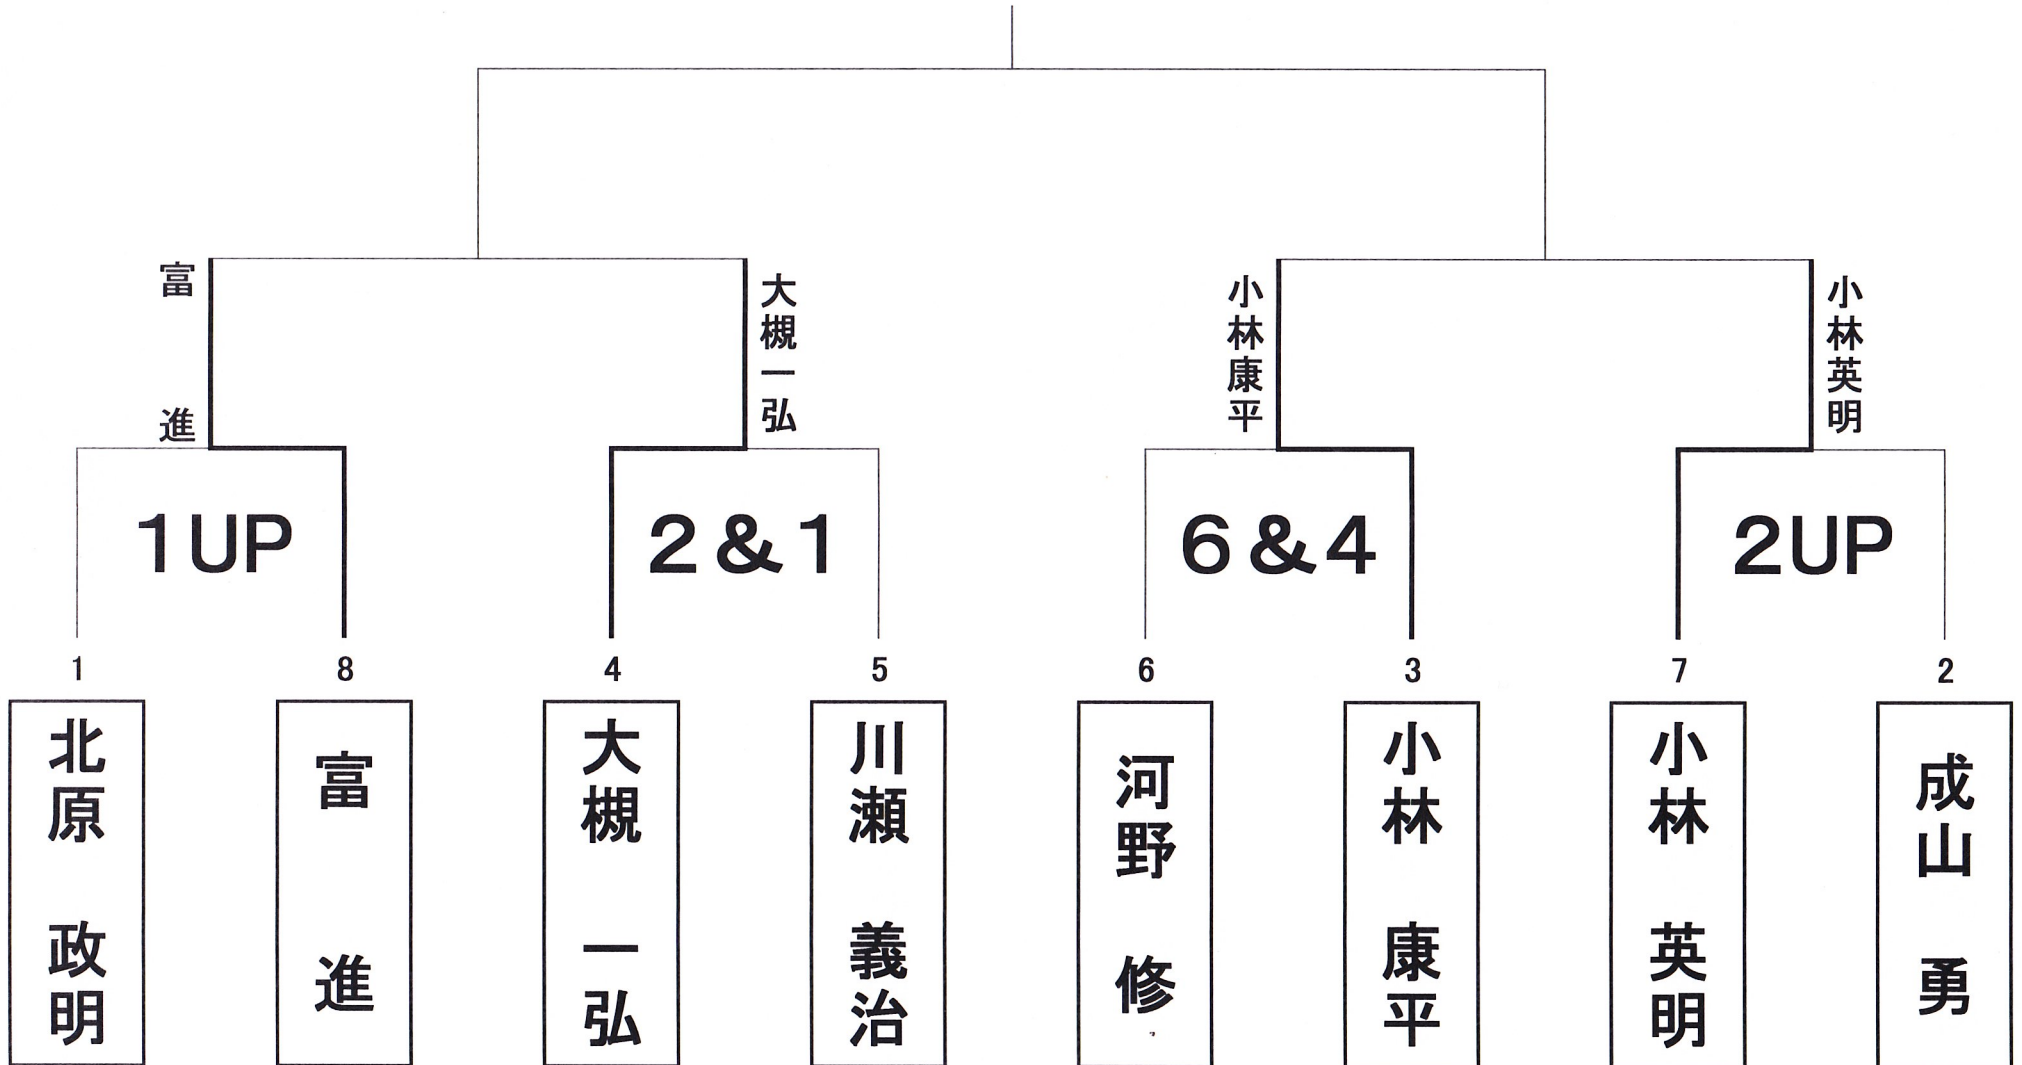 富 進
大槻一弘
小林康平
小林英明
1UP
2&1
6&4
2UP
1
8
4
5
6
3
7
2
北原 政明
富 進
大槻 一弘
川瀬 義治
河野 修
小林 康平
小林 英明
成山 勇